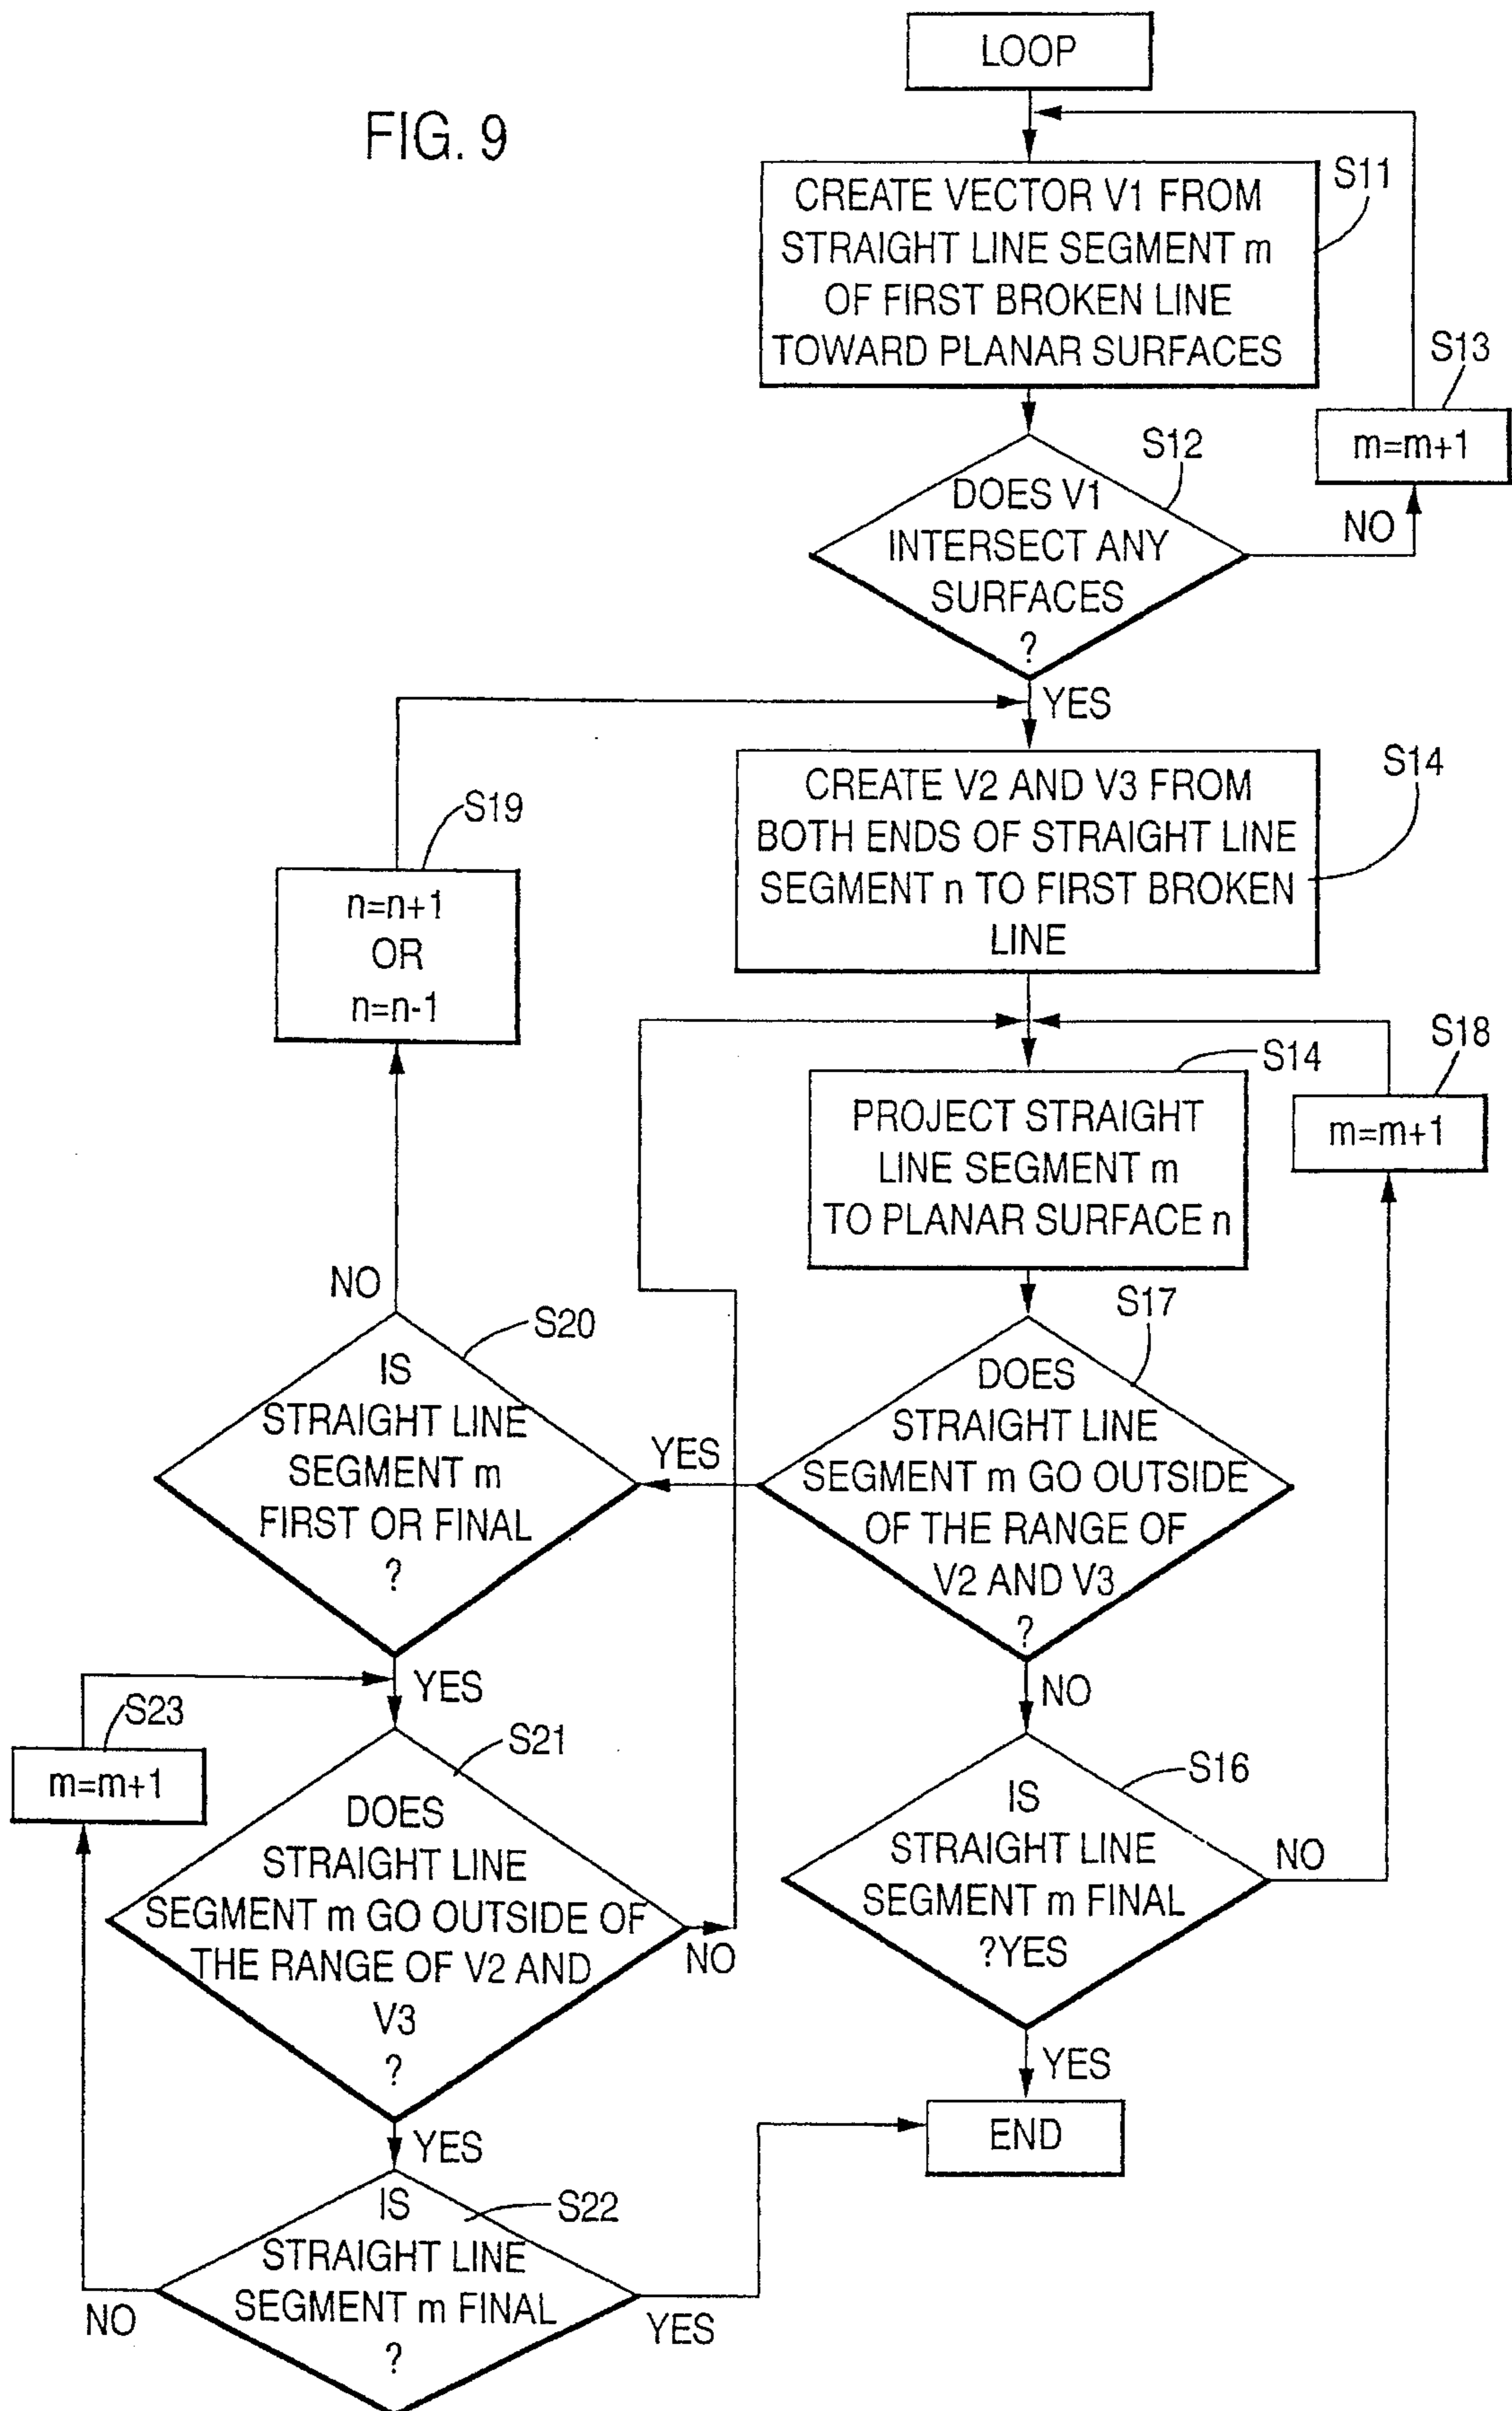 FIG. 9
LOOP
S11
CREATE VECTOR V1 FROM
STRAIGHT LINE SEGMENT m
OF FIRST BROKEN LINE
TOWARD PLANAR SURFACES
S13
m=m+1
S12
DOES V1
INTERSECT ANY
SURFACES
?
NO
YES
S14
CREATE V2 AND V3 FROM
BOTH ENDS OF STRAIGHT LINE
SEGMENT n TO FIRST BROKEN
LINE
S19
n=n+1
OR
n=n-1
S14
PROJECT STRAIGHT
LINE SEGMENT m
TO PLANAR SURFACE n
S18
m=m+1
S17
DOES
STRAIGHT LINE
SEGMENT m GO OUTSIDE
OF THE RANGE OF
V2 AND V3
?
YES
NO
NO
S20
IS
STRAIGHT LINE
SEGMENT m
FIRST OR FINAL
?
YES
S23
m=m+1
S21
DOES
STRAIGHT LINE
SEGMENT m GO OUTSIDE OF
THE RANGE OF V2 AND
V3
?
NO
YES
S16
IS
STRAIGHT LINE
SEGMENT m FINAL
?YES
NO
YES
END
S22
IS
STRAIGHT LINE
SEGMENT m FINAL
?
NO
YES